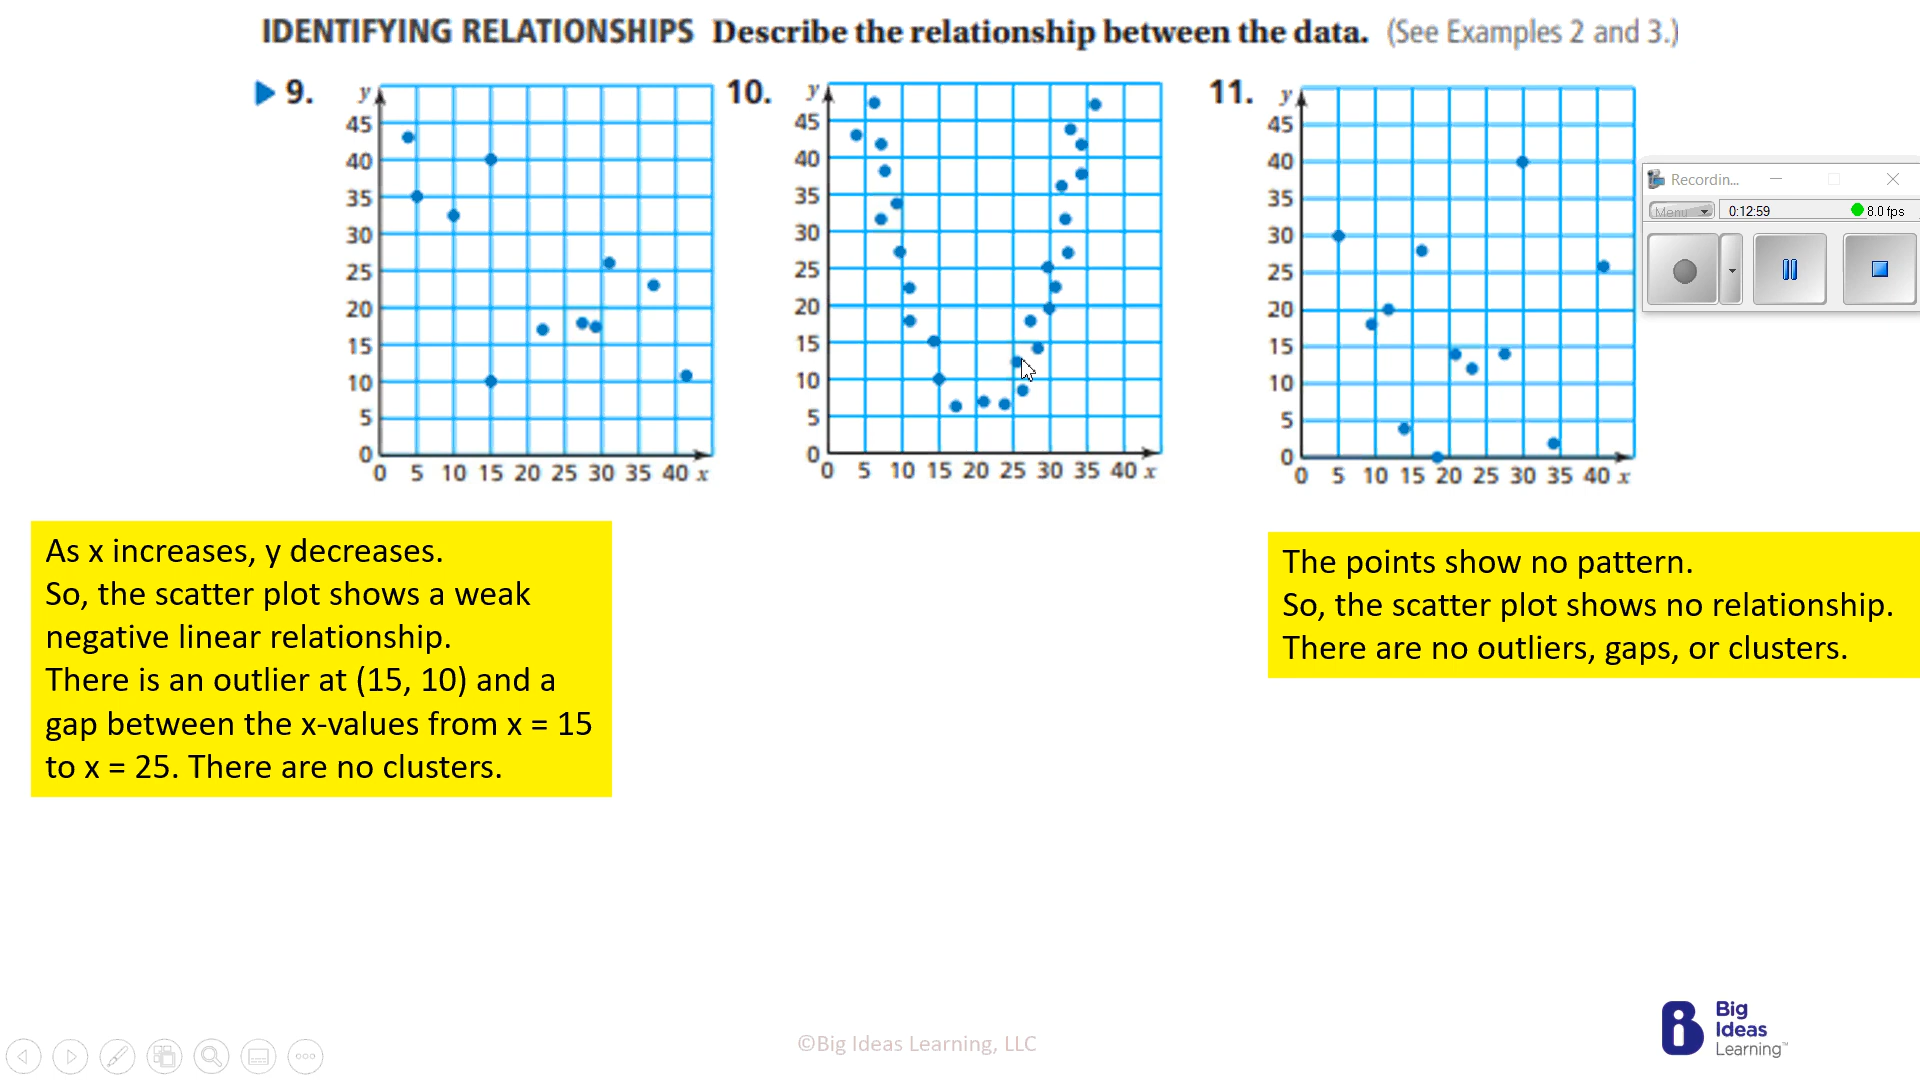 IDENTIFYING RELATIONSHIPS Describe the relationship between the data. (See Examples 2 and 3.)
9.
y
45
40
35
30
25
20
15
10
5
0
0 5 10 15 20 25 30 35 40 x
10.
y
45
40
35
30
25
20
15
10
5
0
0 5 10 15 20 25 30 35 40 x
11.
y
45
40
35
30
25
20
15
10
5
0
0 5 10 15 20 25 30 35 40 x
Recordin...
Menu
0:12:59
8.0 fps
As x increases, y decreases.
So, the scatter plot shows a weak
negative linear relationship.
There is an outlier at (15, 10) and a
gap between the x-values from x = 15
to x = 25. There are no clusters.
The points show no pattern.
So, the scatter plot shows no relationship.
There are no outliers, gaps, or clusters.
©Big Ideas Learning, LLC
Big
Ideas
Learning™